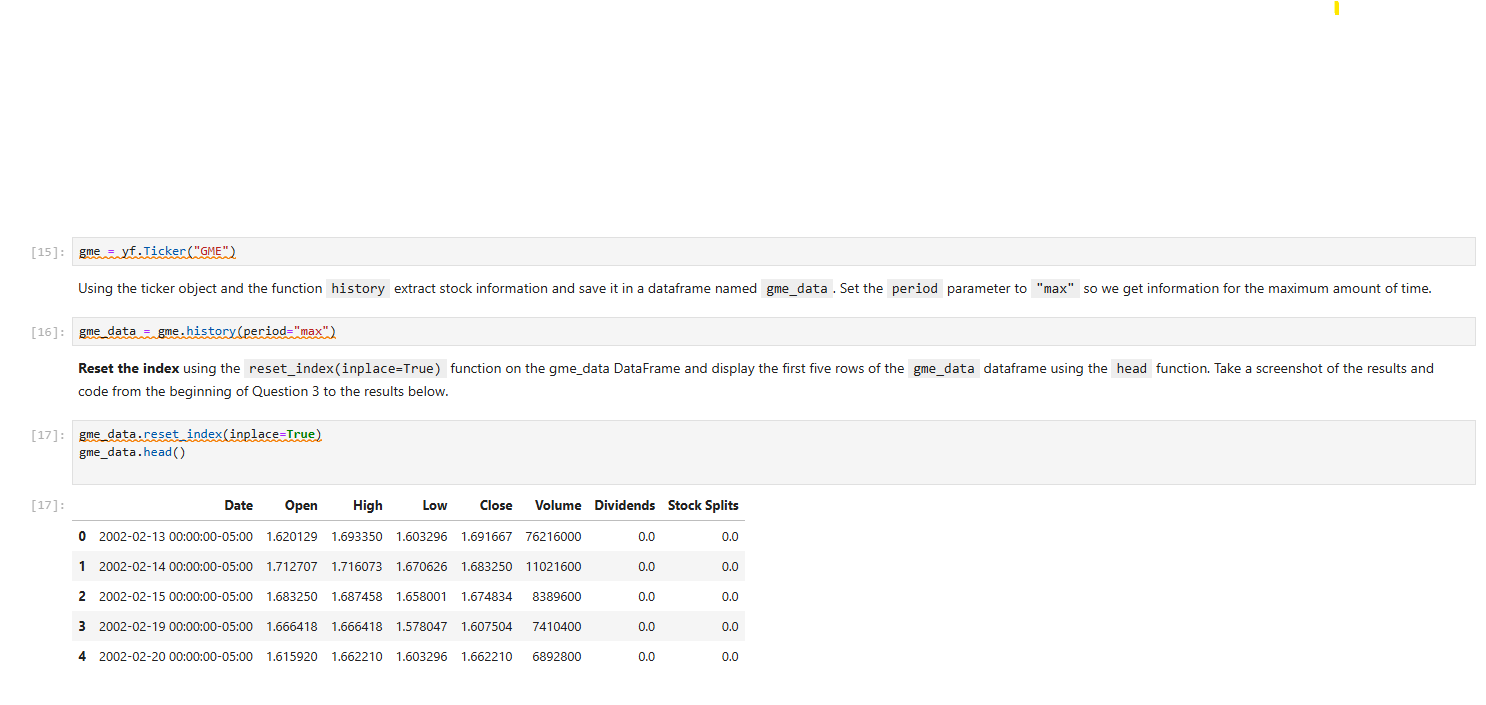 [15]: gme = yf.Ticker("GME")
Using the ticker object and the function history extract stock information and save it in a dataframe named gme_data. Set the period parameter to "max" so we get information for the maximum amount of time.
[16]: gme_data = gme.history(period="max")
Reset the index using the reset_index(inplace=True) function on the gme_data DataFrame and display the first five rows of the gme_data dataframe using the head function. Take a screenshot of the results and
code from the beginning of Question 3 to the results below.
[17]: gme_data.reset_index(inplace=True)
gme_data.head()
[17]: Date Open High Low Close Volume Dividends Stock Splits
0 2002-02-13 00:00:00-05:00 1.620129 1.693350 1.603296 1.691667 76216000 0.0 0.0
1 2002-02-14 00:00:00-05:00 1.712707 1.716073 1.670626 1.683250 11021600 0.0 0.0
2 2002-02-15 00:00:00-05:00 1.683250 1.687458 1.658001 1.674834 8389600 0.0 0.0
3 2002-02-19 00:00:00-05:00 1.666418 1.666418 1.578047 1.607504 7410400 0.0 0.0
4 2002-02-20 00:00:00-05:00 1.615920 1.662210 1.603296 1.662210 6892800 0.0 0.0